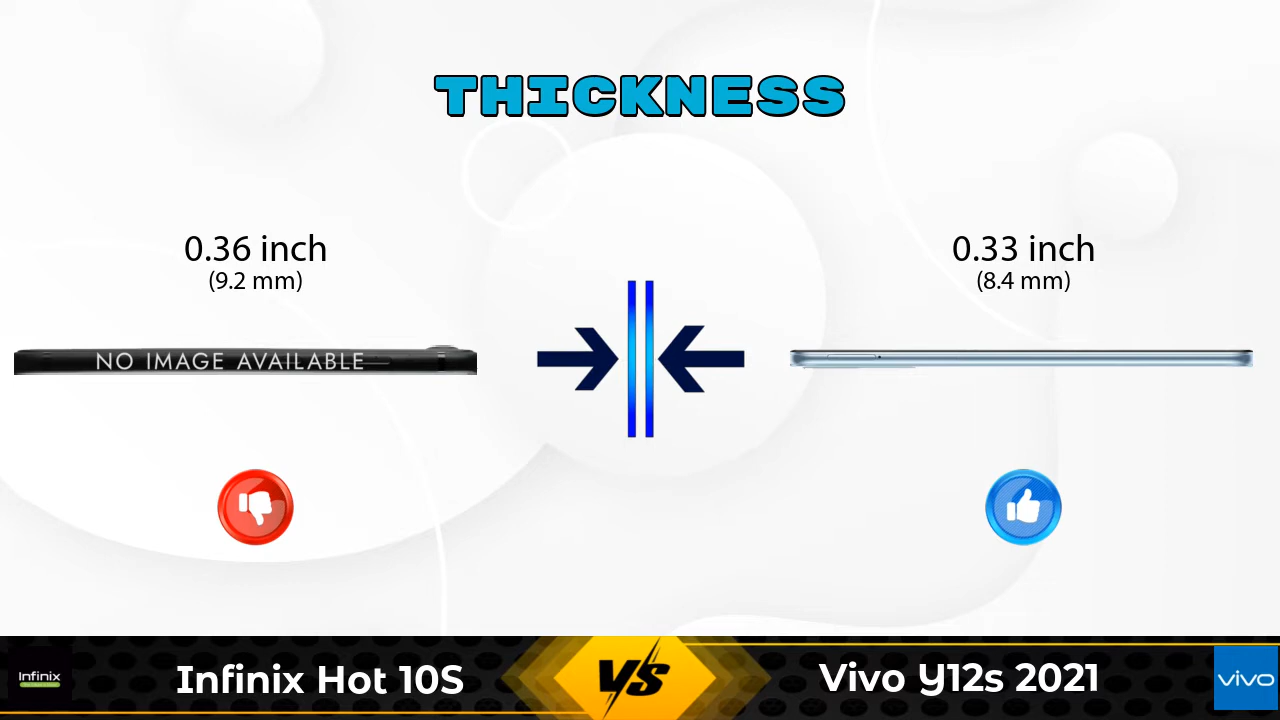 THICKNESS
0.36 inch
(9.2 mm)
0.33 inch
(8.4 mm)
NO IMAGE AVAILABLE
Infinix
Infinix Hot 10S
VS
Vivo Y12s 2021
vivo